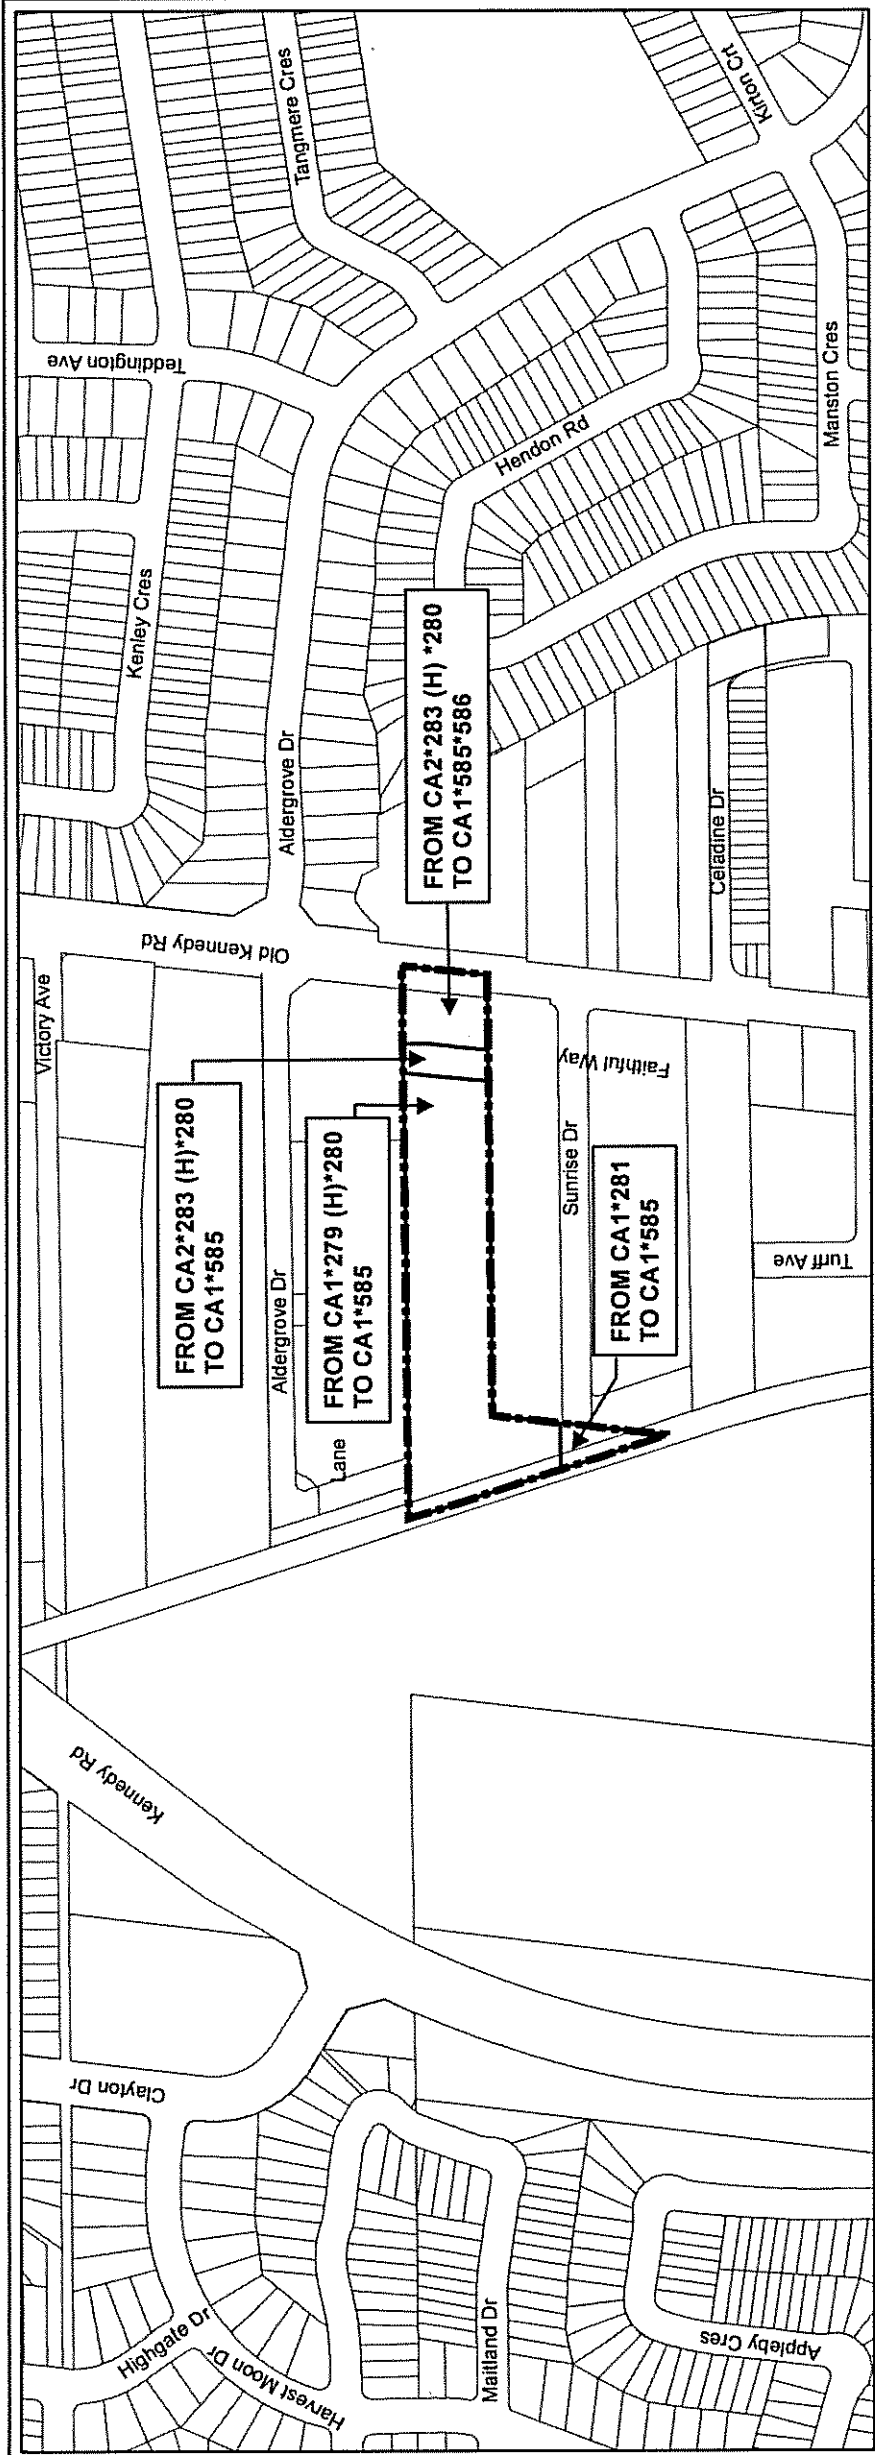 Tangmere Cres
Kirton Crt
Teddington Ave
Manston Cres
Hendon Rd
Kenley Cres
Aldergrove Dr
FROM CA2*283 (H) *280
TO CA1*585*586
Celadine Dr
Old Kennedy Rd
Victory Ave
Faithful Way
FROM CA2*283 (H)*280
TO CA1*585
FROM CA1*279 (H)*280
TO CA1*585
Sunrise Dr
FROM CA1*281
TO CA1*585
Turff Ave
Aldergrove Dr
Lane
Kennedy Rd
Clayton Dr
Highgate Dr
Harvest Moon Dr
Maitland Dr
Appleby Cres